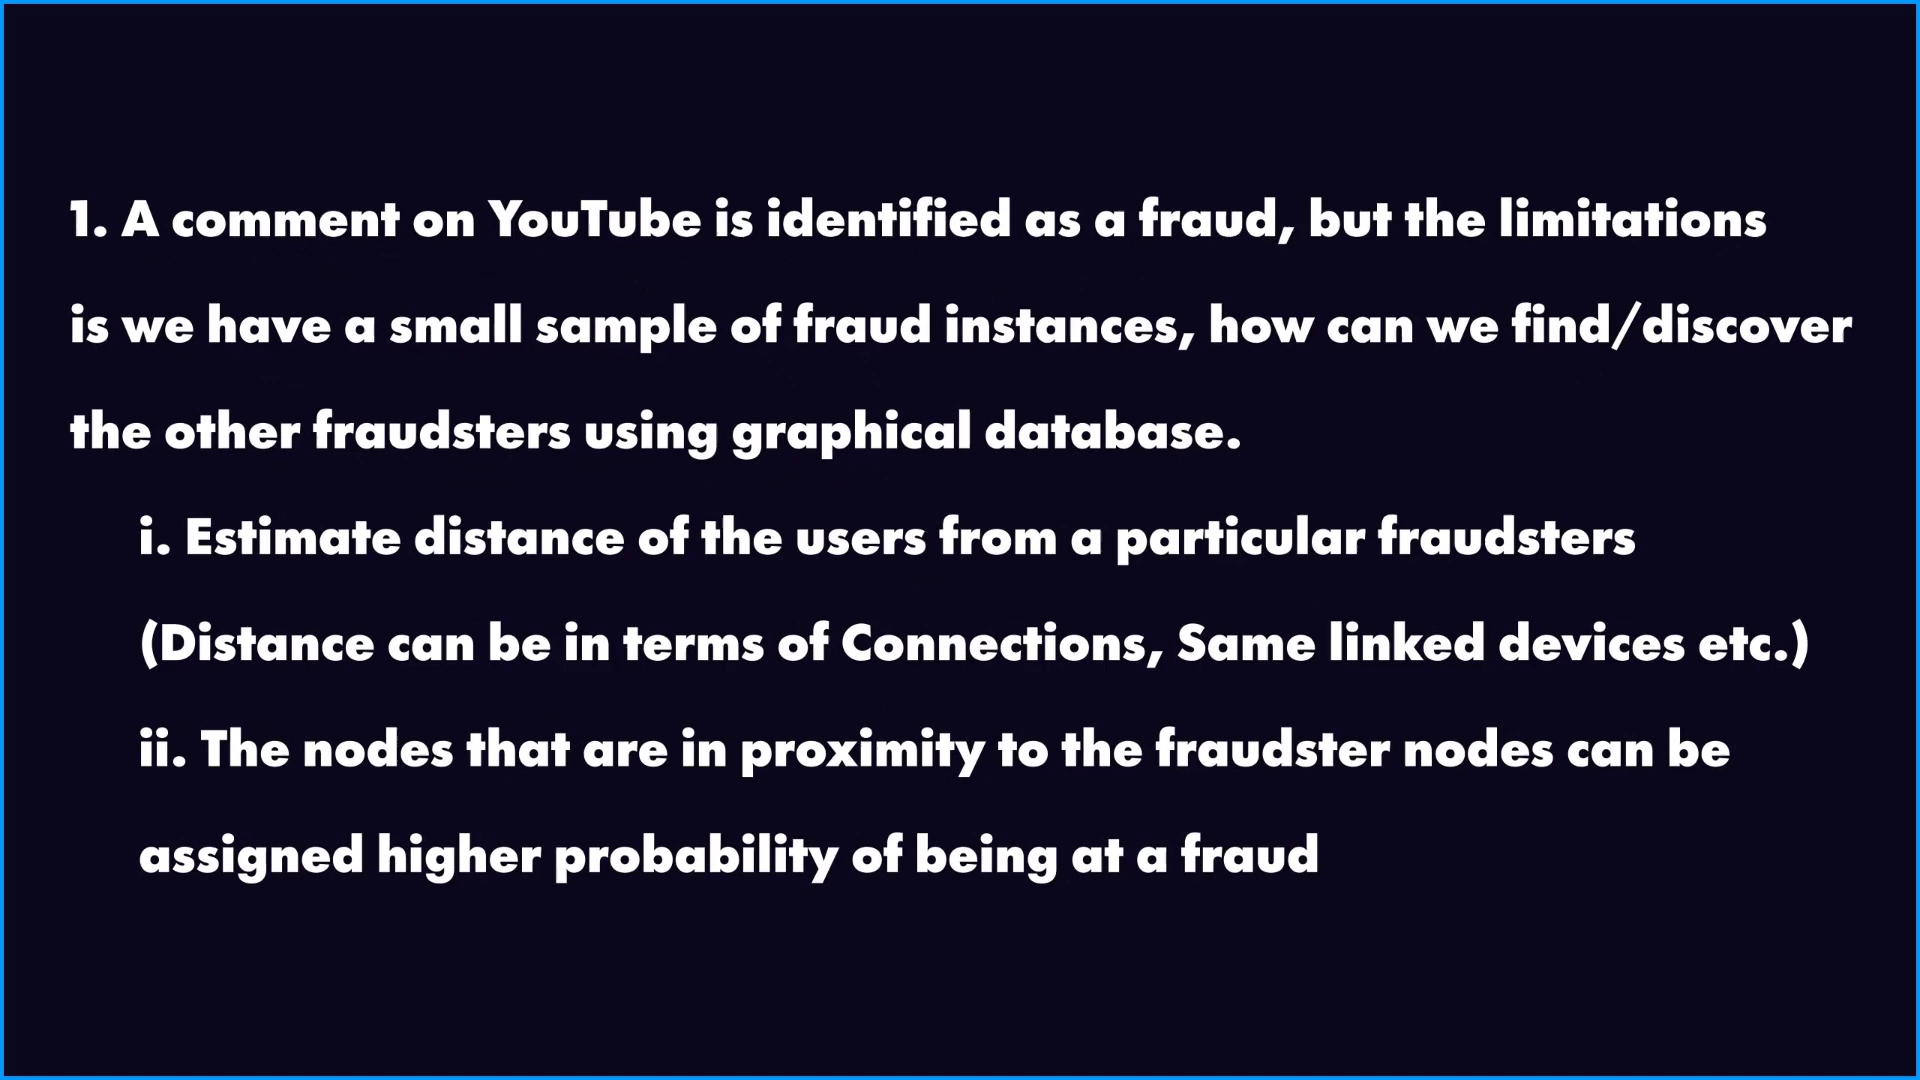 1. A comment on YouTube is identified as a fraud, but the limitations
is we have a small sample of fraud instances, how can we find/discover
the other fraudsters using graphical database.
i. Estimate distance of the users from a particular fraudsters
(Distance can be in terms of Connections, Same linked devices etc.)
ii. The nodes that are in proximity to the fraudster nodes can be
assigned higher probability of being at a fraud